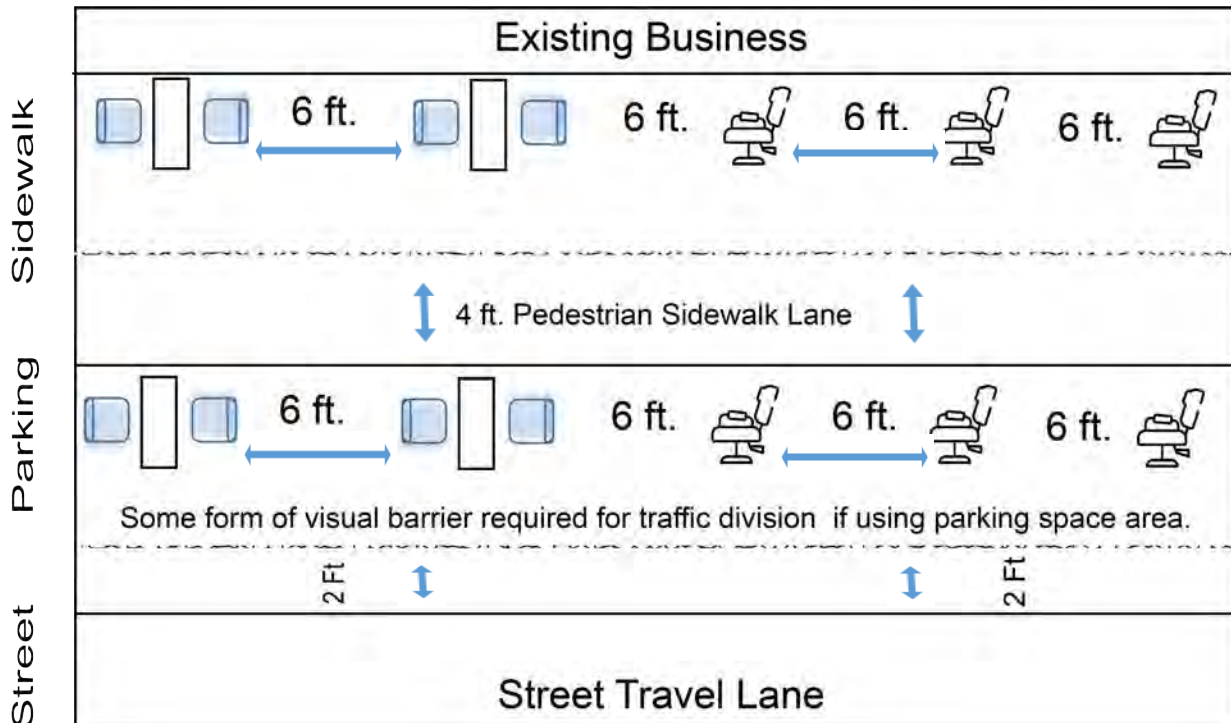 Existing Business
Sidewalk
6 ft.
6 ft.
6 ft.
6 ft.
4 ft. Pedestrian Sidewalk Lane
Parking
6 ft.
6 ft.
6 ft.
6 ft.
Some form of visual barrier required for traffic division if using parking space area.
2 Ft
2 Ft
Street
Street Travel Lane